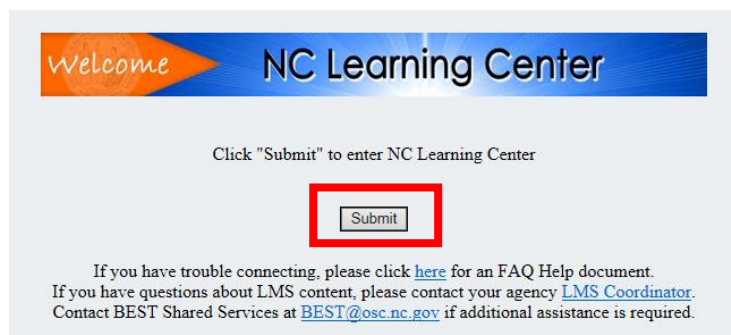 Welcome NC Learning Center
Click "Submit" to enter NC Learning Center
Submit
If you have trouble connecting, please click here for an FAQ Help document.
If you have questions about LMS content, please contact your agency LMS Coordinator.
Contact BEST Shared Services at BEST@osc.nc.gov if additional assistance is required.